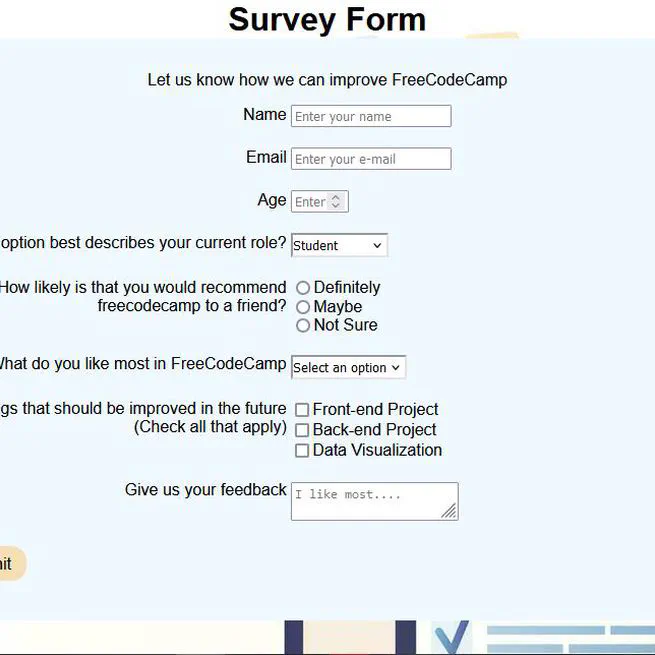 Survey Form
Let us know how we can improve FreeCodeCamp
Name Enter your name
Email Enter your e-mail
Age Enter
option best describes your current role? Student
How likely is that you would recommend
freecodecamp to a friend?
Definitely
Maybe
Not Sure
What do you like most in FreeCodeCamp Select an option
that should be improved in the future
(Check all that apply)
Front-end Project
Back-end Project
Data Visualization
Give us your feedback I like most....